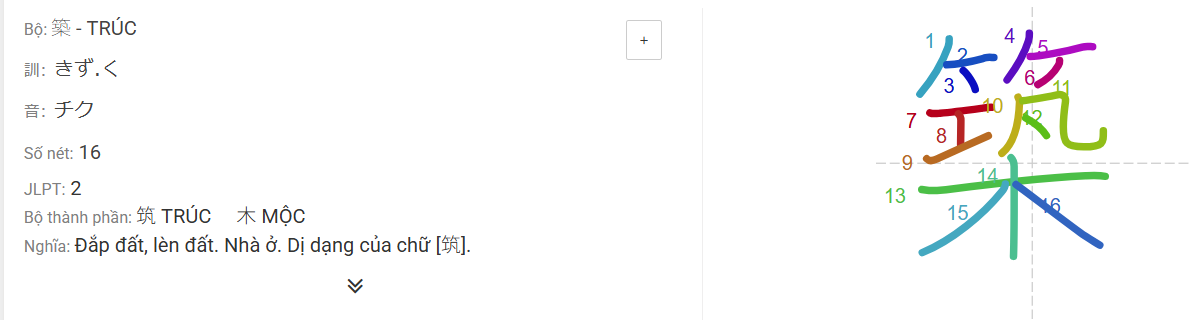 Bộ: 築 - TRÚC
+
訓: きず.く
音: チク
Số nét: 16
JLPT: 2
Bộ thành phần: 筑 TRÚC 木 MỘC
Nghĩa: Đắp đất, lèn đất. Nhà ở. Dị dạng của chữ [筑].
1 2 3 4 5 6 7 8 9 10 11 12 13 14 15 16
築